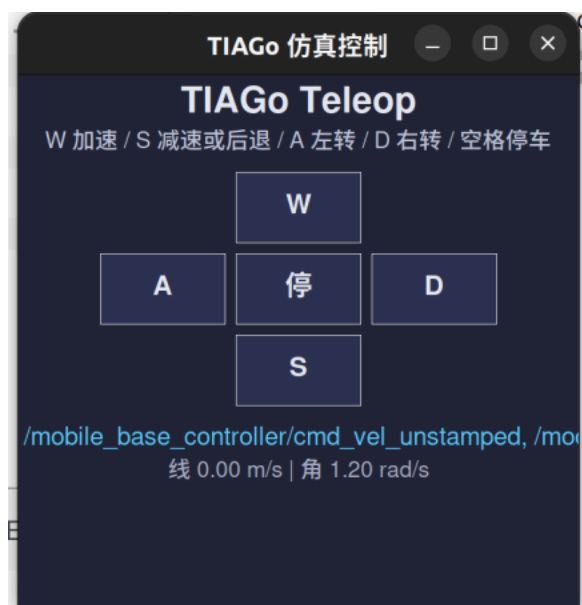 TIAGo 仿真控制
TIAGo Teleop
W 加速 / S 减速或后退 / A 左转 / D 右转 / 空格停车
W
A 停 D
S
/mobile_base_controller/cmd_vel_unstamped, /mo
线 0.00 m/s | 角 1.20 rad/s